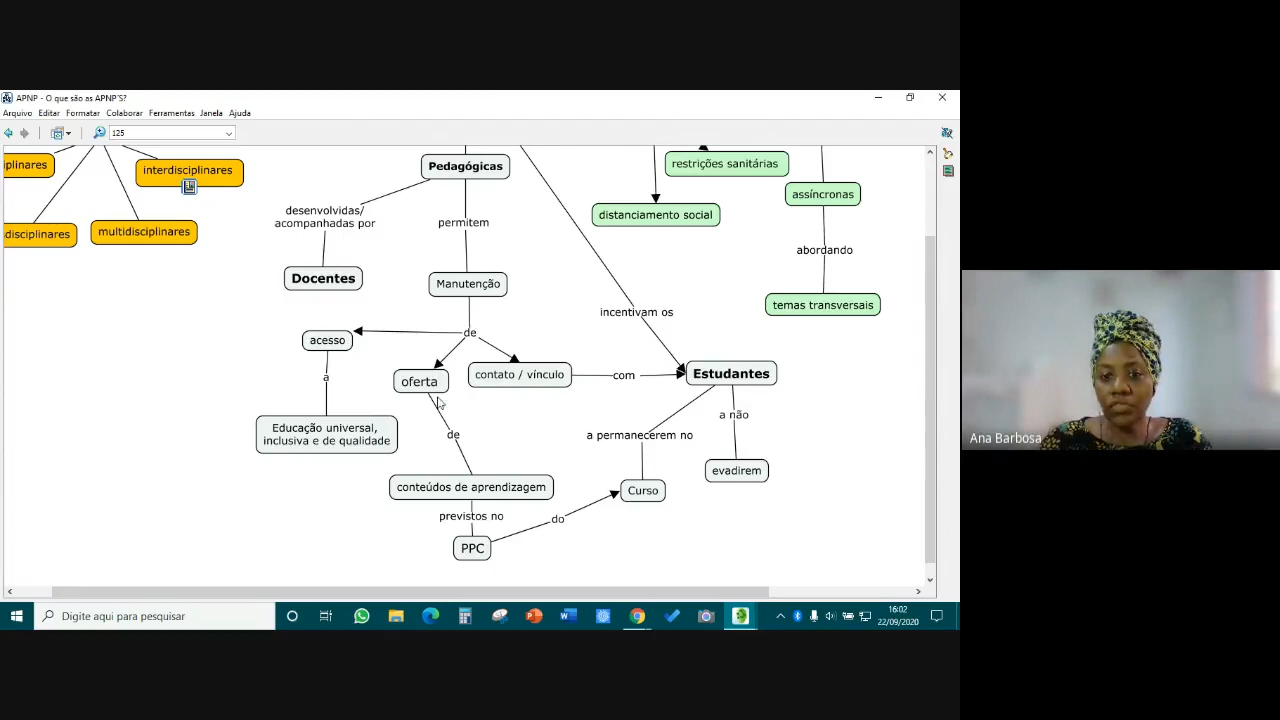 APNP - O que são as APNP'S?
Arquivo Editar Formatar Colaborar Ferramentas Janela Ajuda
125
iplinares
interdisciplinares
sdisciplinares
multidisciplinares
Pedagógicas
desenvolvidas/
acompanhadas por
Docentes
permitem
Manutenção
de
acesso
a
Educação universal,
inclusiva e de qualidade
oferta
de
conteúdos de aprendizagem
previstos no
PPC
do
Curso
contato / vínculo
com
incentivam os
Estudantes
a permanecerem no
a não
evadirem
restrições sanitárias
distanciamento social
assíncronas
abordando
temas transversais
Ana Barbosa
Digite aqui para pesquisar
16:02
22/09/2020